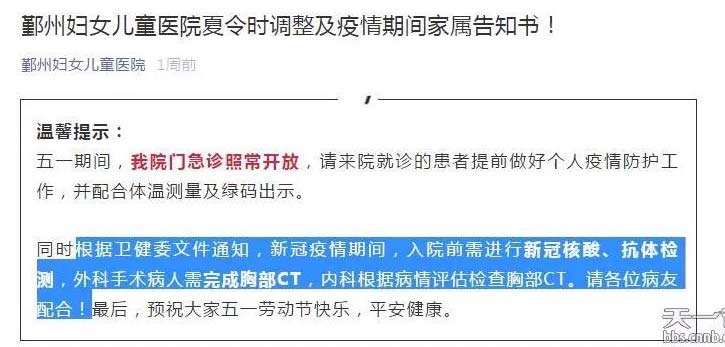 鄞州妇女儿童医院夏令时调整及疫情期间家属告知书！
鄞州妇女儿童医院 1周前
温馨提示：
五一期间，我院门急诊照常开放，请来院就诊的患者提前做好个人疫情防护工
作，并配合体温测量及绿码出示。
同时根据卫健委文件通知，新冠疫情期间，入院前需进行新冠核酸、抗体检
测，外科手术病人需完成胸部CT，内科根据病情评估检查胸部CT。请各位病友
配合！最后，预祝大家五一劳动节快乐，平安健康。
天一
bbs.cnnb.